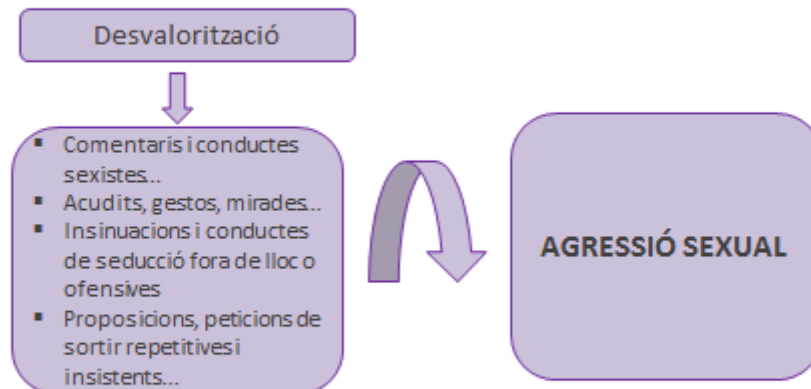 Desvalorització
▪ Comentaris i conductes
sexistes...
▪ Acudits, gestos, mirades...
▪ Insinuacions i conductes
de seducció fora de lloc o
ofensives
▪ Proposicions, peticions de
sortir repetitives i
insistents...
AGRESSIÓ SEXUAL